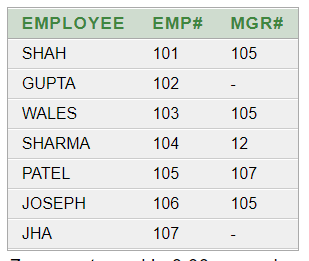 EMPLOYEE EMP# MGR#
SHAH 101 105
GUPTA 102 -
WALES 103 105
SHARMA 104 12
PATEL 105 107
JOSEPH 106 105
JHA 107 -